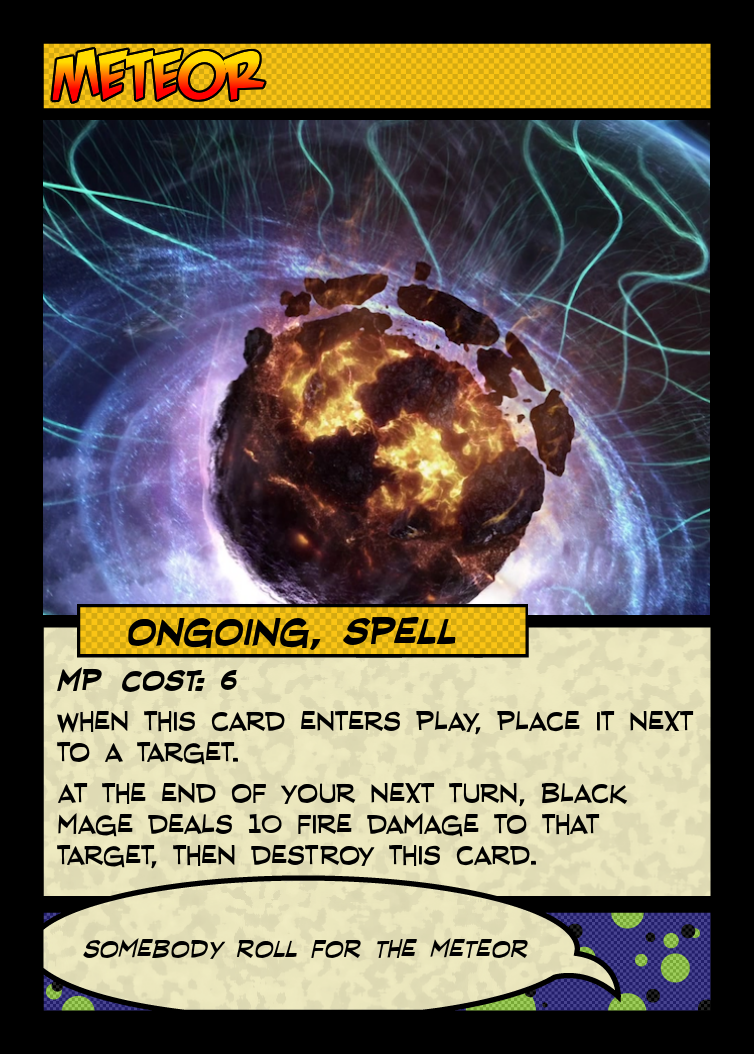 METEOR
ONGOING, SPELL
MP COST: 6
WHEN THIS CARD ENTERS PLAY, PLACE IT NEXT
TO A TARGET.
AT THE END OF YOUR NEXT TURN, BLACK
MAGE DEALS 10 FIRE DAMAGE TO THAT
TARGET, THEN DESTROY THIS CARD.
SOMEBODY ROLL FOR THE METEOR